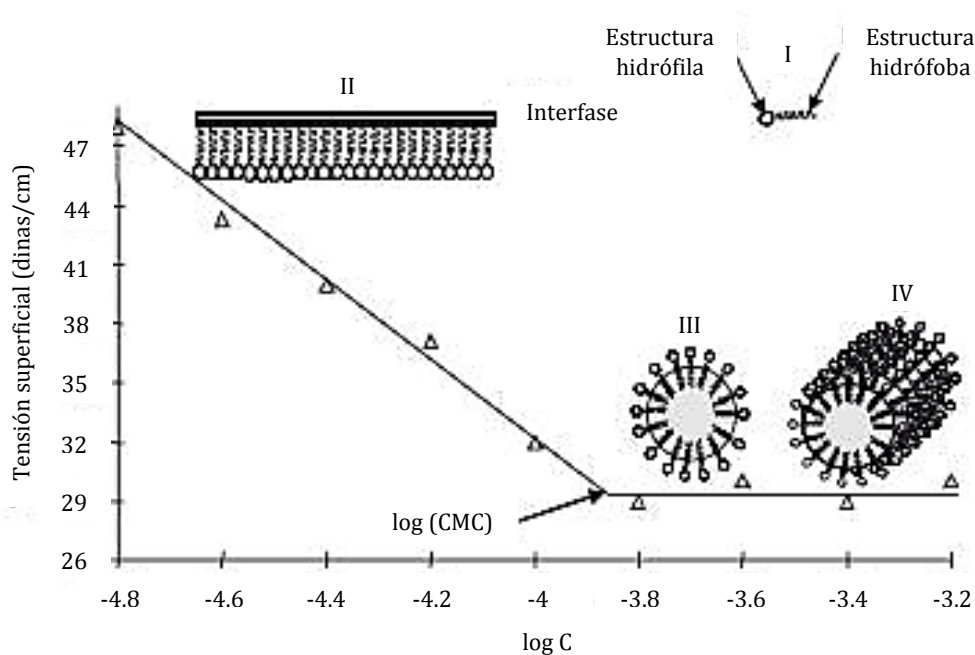 Estructura
hidrófila
I
Estructura
hidrófoba
II
Interfase
47
44
41
38
35
32
29
26
Tensión superficial (dinas/cm)
III
IV
log (CMC)
-4.8
-4.6
-4.4
-4.2
-4
-3.8
-3.6
-3.4
-3.2
log C